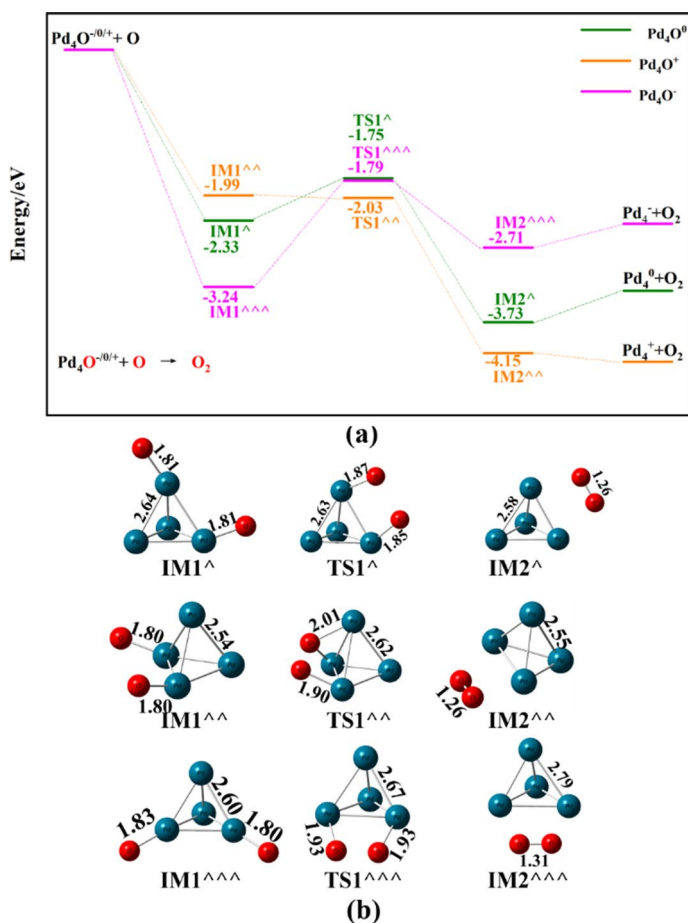 Pd₄O⁻ᐟ⁰ᐟ⁺+ O
Pd₄O⁰
Pd₄O⁺
Pd₄O⁻
Energy/eV
TS1^
-1.75
TS1^^^
-1.79
IM1^^
-1.99
-2.03
TS1^^
IM1^
-2.33
IM2^^^
-2.71
Pd₄⁻+O₂
-3.24
IM1^^^
IM2^
-3.73
Pd₄⁰+O₂
-4.15
IM2^^
Pd₄⁺+O₂
Pd₄O⁻ᐟ⁰ᐟ⁺+ O → O₂
(a)
1.81
2.64
1.81
IM1^
1.87
2.63
1.85
TS1^
1.26
2.58
IM2^
1.80
2.54
1.80
IM1^^
2.01
2.62
1.90
TS1^^
2.55
1.26
IM2^^
1.83
2.60
1.80
IM1^^^
2.67
1.93
1.93
TS1^^^
2.79
1.31
IM2^^^
(b)